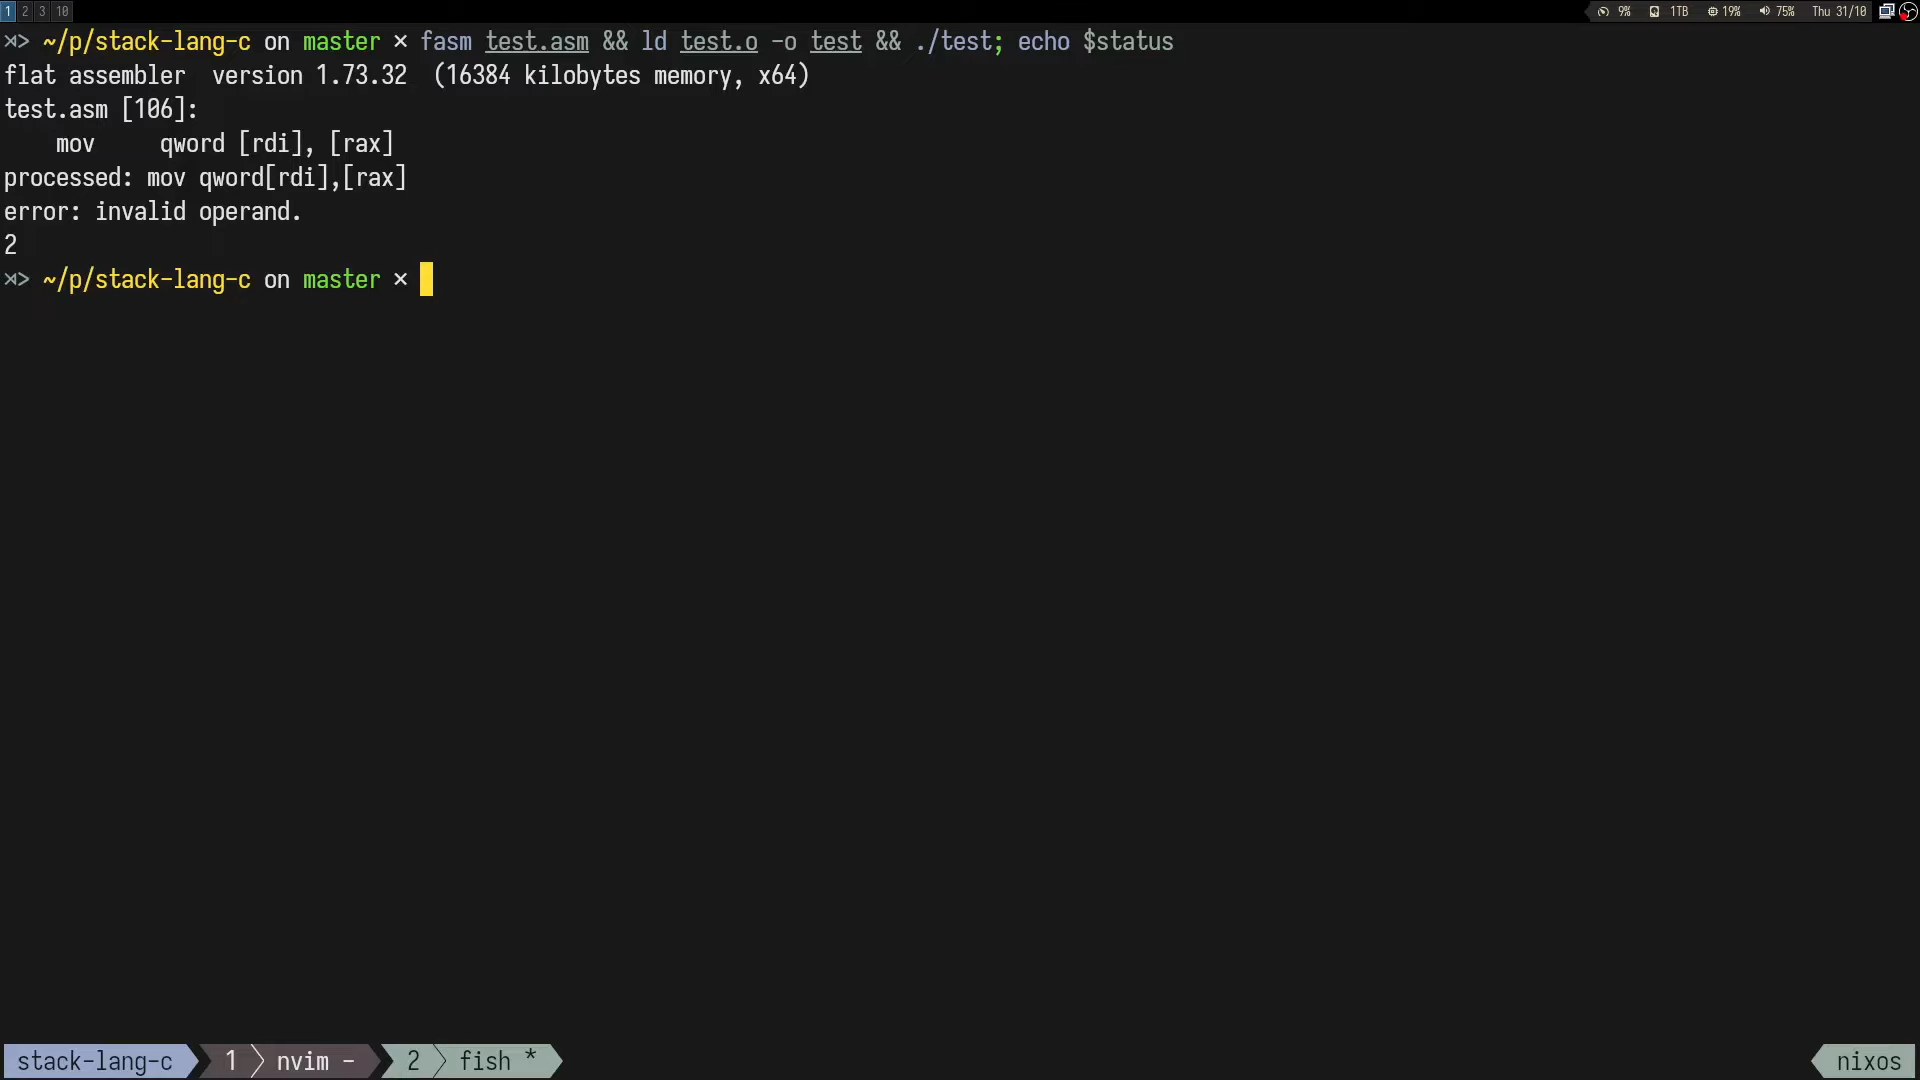 1 2 3 10 9% 1TB 19% 75% Thu 31/10
~/p/stack-lang-c on master × fasm test.asm && ld test.o -o test && ./test; echo $status
flat assembler  version 1.73.32  (16384 kilobytes memory, x64)
test.asm [106]:
    mov     qword [rdi], [rax]
processed: mov qword[rdi],[rax]
error: invalid operand.
2
~/p/stack-lang-c on master ×
stack-lang-c 1 nvim - 2 fish * nixos